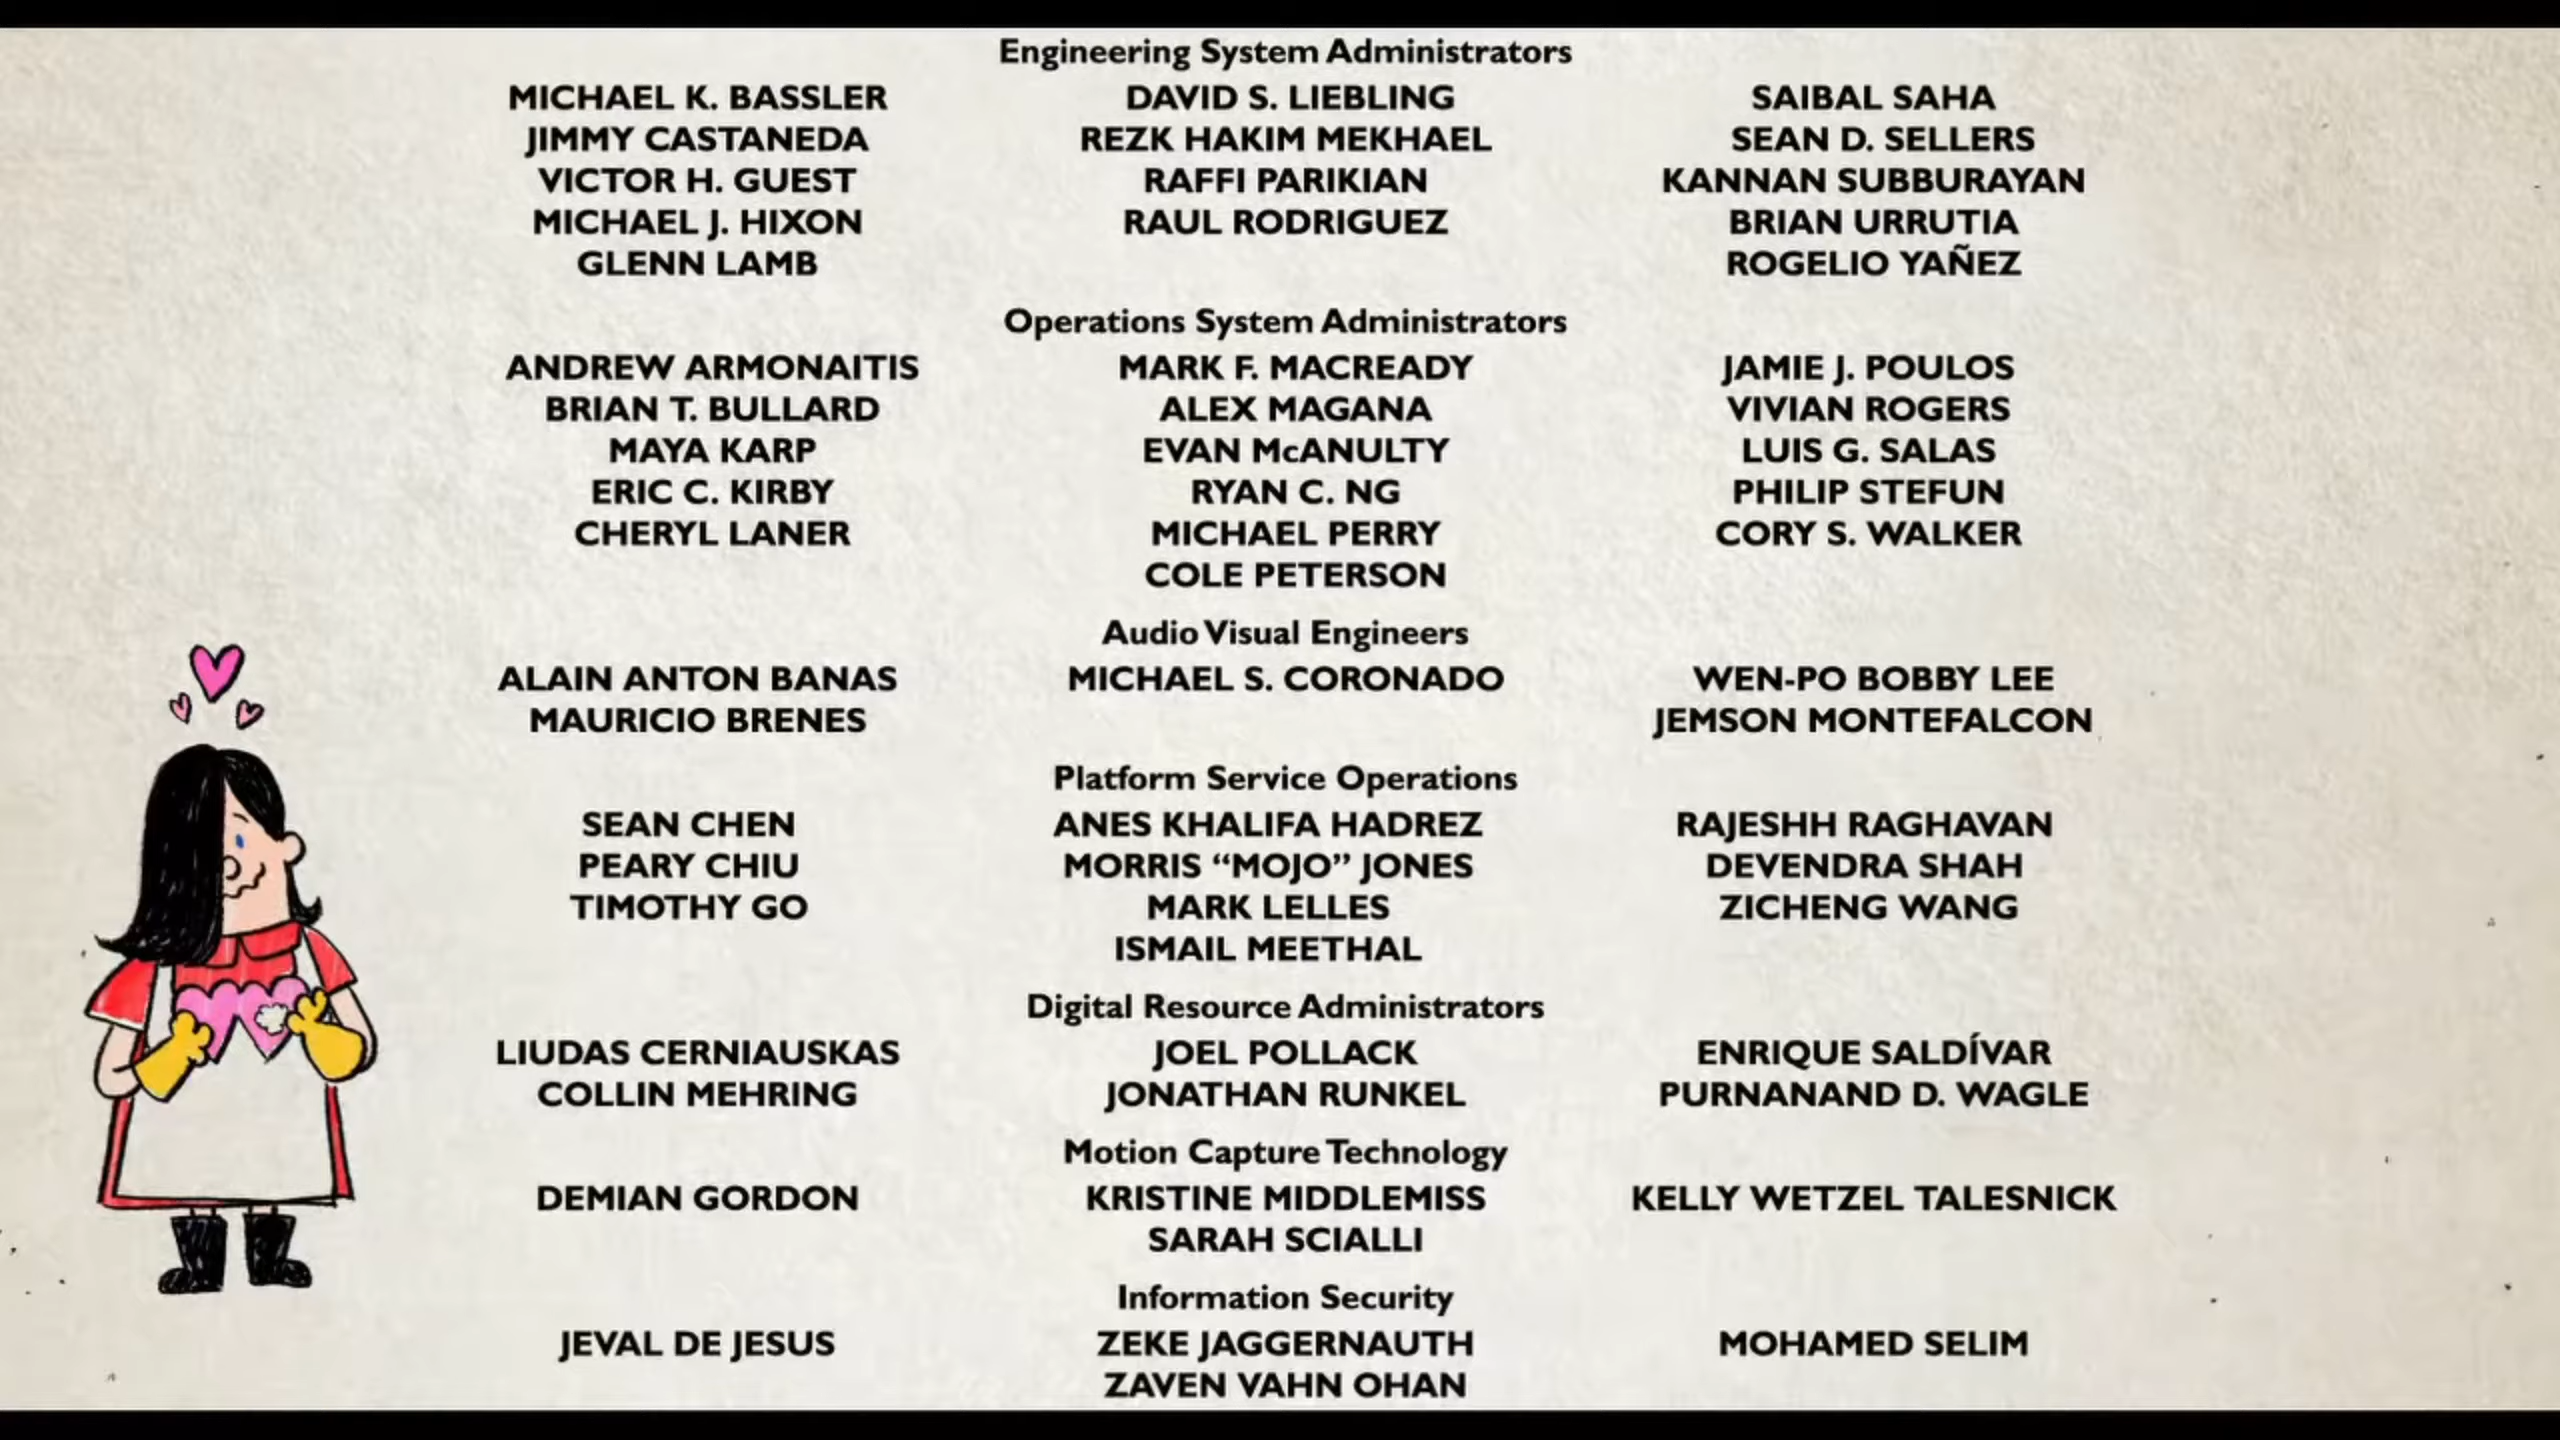 Engineering System Administrators
MICHAEL K. BASSLER DAVID S. LIEBLING SAIBAL SAHA
JIMMY CASTANEDA REZK HAKIM MEKHAEL SEAN D. SELLERS
VICTOR H. GUEST RAFFI PARIKIAN KANNAN SUBBURAYAN
MICHAEL J. HIXON RAUL RODRIGUEZ BRIAN URRUTIA
GLENN LAMB ROGELIO YAÑEZ
Operations System Administrators
ANDREW ARMONAITIS MARK F. MACREADY JAMIE J. POULOS
BRIAN T. BULLARD ALEX MAGANA VIVIAN ROGERS
MAYA KARP EVAN McANULTY LUIS G. SALAS
ERIC C. KIRBY RYAN C. NG PHILIP STEFUN
CHERYL LANER MICHAEL PERRY CORY S. WALKER
COLE PETERSON
Audio Visual Engineers
ALAIN ANTON BANAS MICHAEL S. CORONADO WEN-PO BOBBY LEE
MAURICIO BRENES JEMSON MONTEFALCON
Platform Service Operations
SEAN CHEN ANES KHALIFA HADREZ RAJESHH RAGHAVAN
PEARY CHIU MORRIS “MOJO” JONES DEVENDRA SHAH
TIMOTHY GO MARK LELLES ZICHENG WANG
ISMAIL MEETHAL
Digital Resource Administrators
LIUDAS CERNIAUSKAS JOEL POLLACK ENRIQUE SALDÍVAR
COLLIN MEHRING JONATHAN RUNKEL PURNANAND D. WAGLE
Motion Capture Technology
DEMIAN GORDON KRISTINE MIDDLEMISS KELLY WETZEL TALESNICK
SARAH SCIALLI
Information Security
JEVAL DE JESUS ZEKE JAGGERNAUTH MOHAMED SELIM
ZAVEN VAHN OHAN